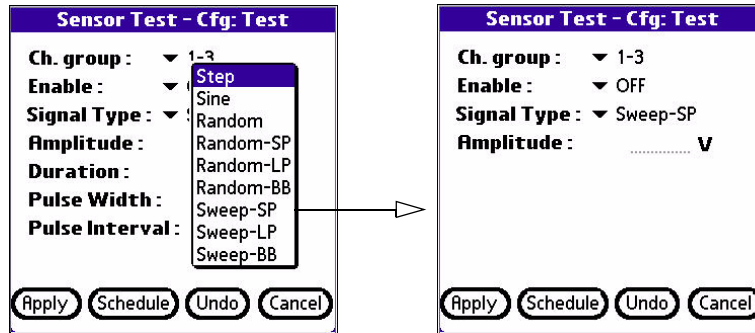 Sensor Test - Cfg: Test
Ch. group : 1-3
Enable :
Signal Type :
Amplitude :
Duration :
Pulse Width :
Pulse Interval :
Step
Sine
Random
Random-SP
Random-LP
Random-BB
Sweep-SP
Sweep-LP
Sweep-BB
Apply Schedule Undo Cancel
Sensor Test - Cfg: Test
Ch. group : 1-3
Enable : OFF
Signal Type : Sweep-SP
Amplitude : V
Apply Schedule Undo Cancel